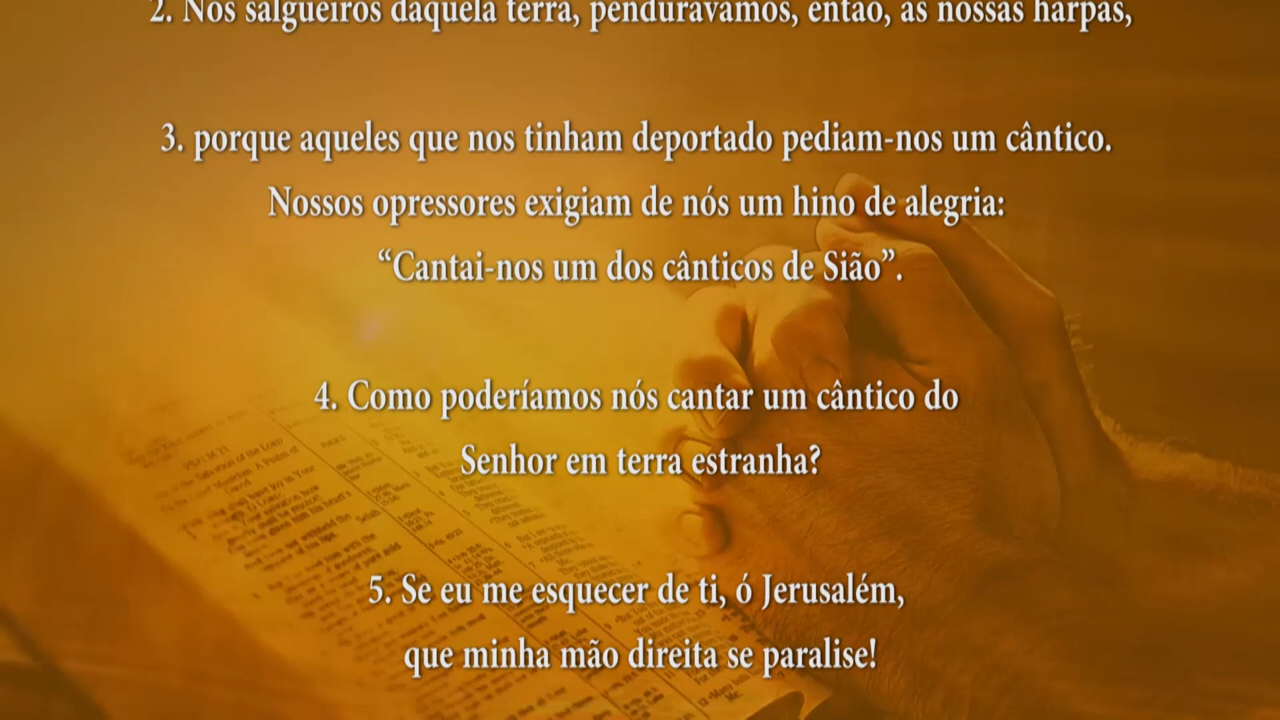 2. Nos salgueiros daquela terra, pendurávamos, então, as nossas harpas,
3. porque aqueles que nos tinham deportado pediam-nos um cântico.
Nossos opressores exigiam de nós um hino de alegria:
“Cantai-nos um dos cânticos de Sião”.
4. Como poderíamos nós cantar um cântico do
Senhor em terra estranha?
5. Se eu me esquecer de ti, ó Jerusalém,
que minha mão direita se paralise!